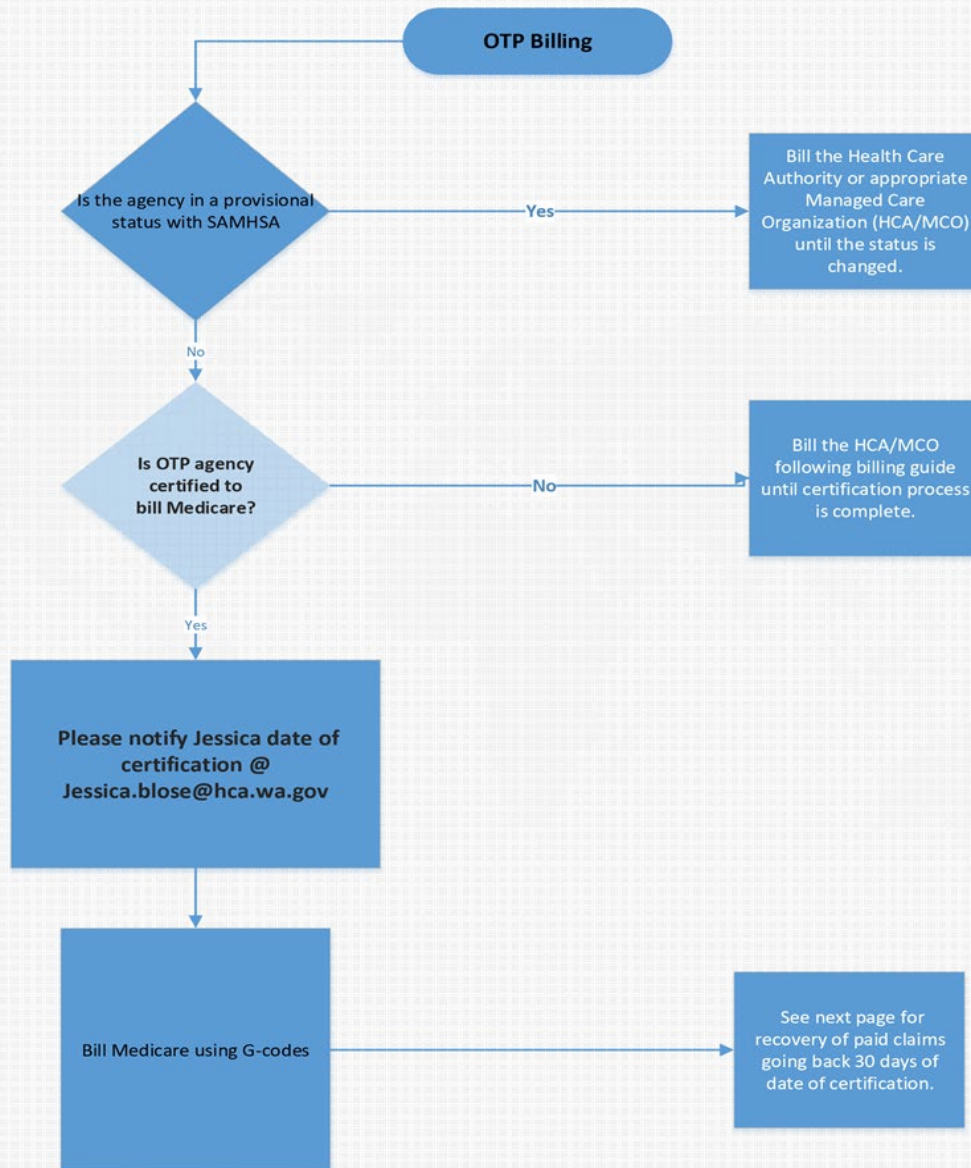 OTP Billing
Is the agency in a provisional
status with SAMHSA
Yes
Bill the Health Care
Authority or appropriate
Managed Care
Organization (HCA/MCO)
until the status is
changed.
No
Is OTP agency
certified to
bill Medicare?
No
Bill the HCA/MCO
following billing guide
until certification process
is complete.
Yes
Please notify Jessica date of
certification @
Jessica.blose@hca.wa.gov
Bill Medicare using G-codes
See next page for
recovery of paid claims
going back 30 days of
date of certification.